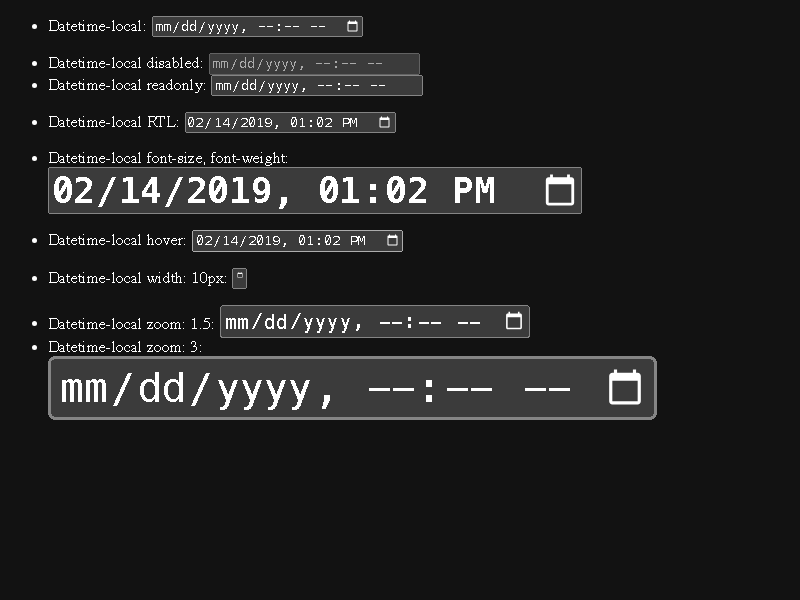 Datetime-local: mm/dd/yyyy, --:-- --
Datetime-local disabled: mm/dd/yyyy, --:-- --
Datetime-local readonly: mm/dd/yyyy, --:-- --
Datetime-local RTL: 02/14/2019, 01:02 PM
Datetime-local font-size, font-weight:
02/14/2019, 01:02 PM
Datetime-local hover: 02/14/2019, 01:02 PM
Datetime-local width: 10px:
Datetime-local zoom: 1.5: mm/dd/yyyy, --:-- --
Datetime-local zoom: 3:
mm/dd/yyyy, --:-- --